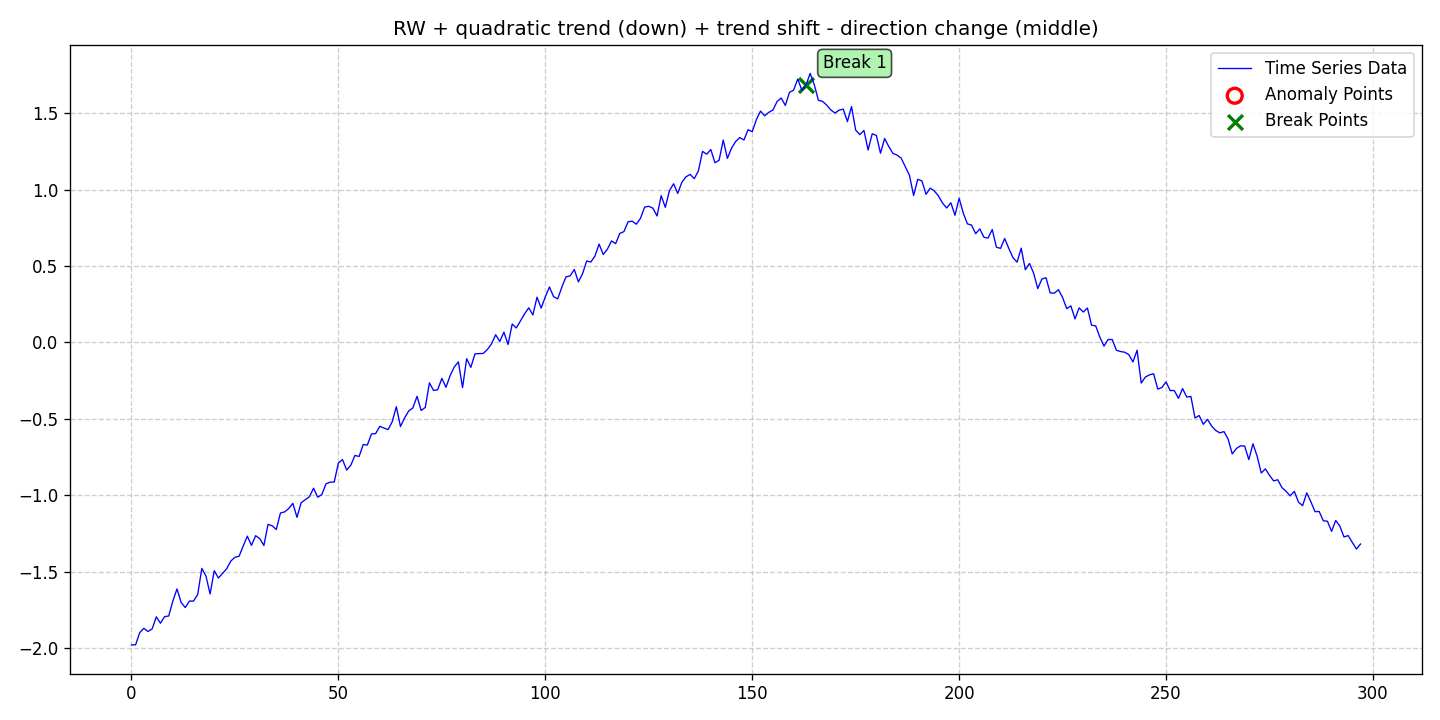 RW + quadratic trend (down) + trend shift - direction change (middle)
Break 1
Time Series Data
Anomaly Points
Break Points
1.5
1.0
0.5
0.0
−0.5
−1.0
−1.5
−2.0
0 50 100 150 200 250 300